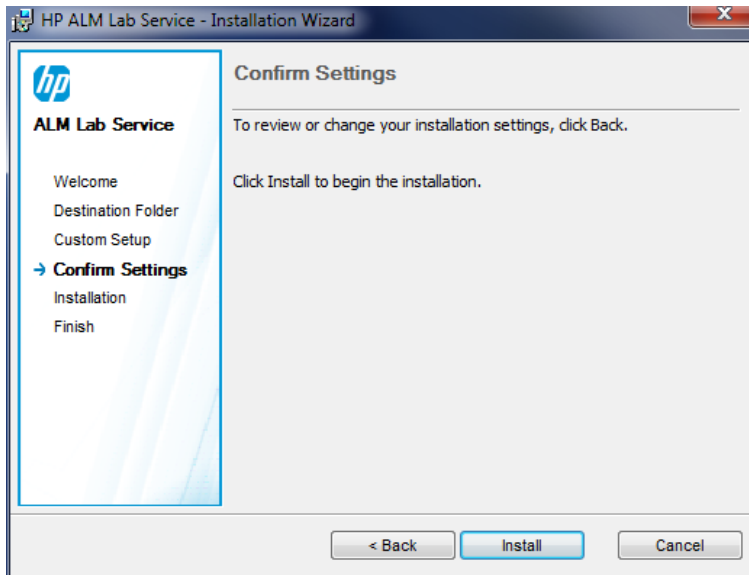 HP ALM Lab Service - Installation Wizard
hp
ALM Lab Service
Welcome
Destination Folder
Custom Setup
Confirm Settings
Installation
Finish
Confirm Settings
To review or change your installation settings, click Back.
Click Install to begin the installation.
< Back
Install
Cancel